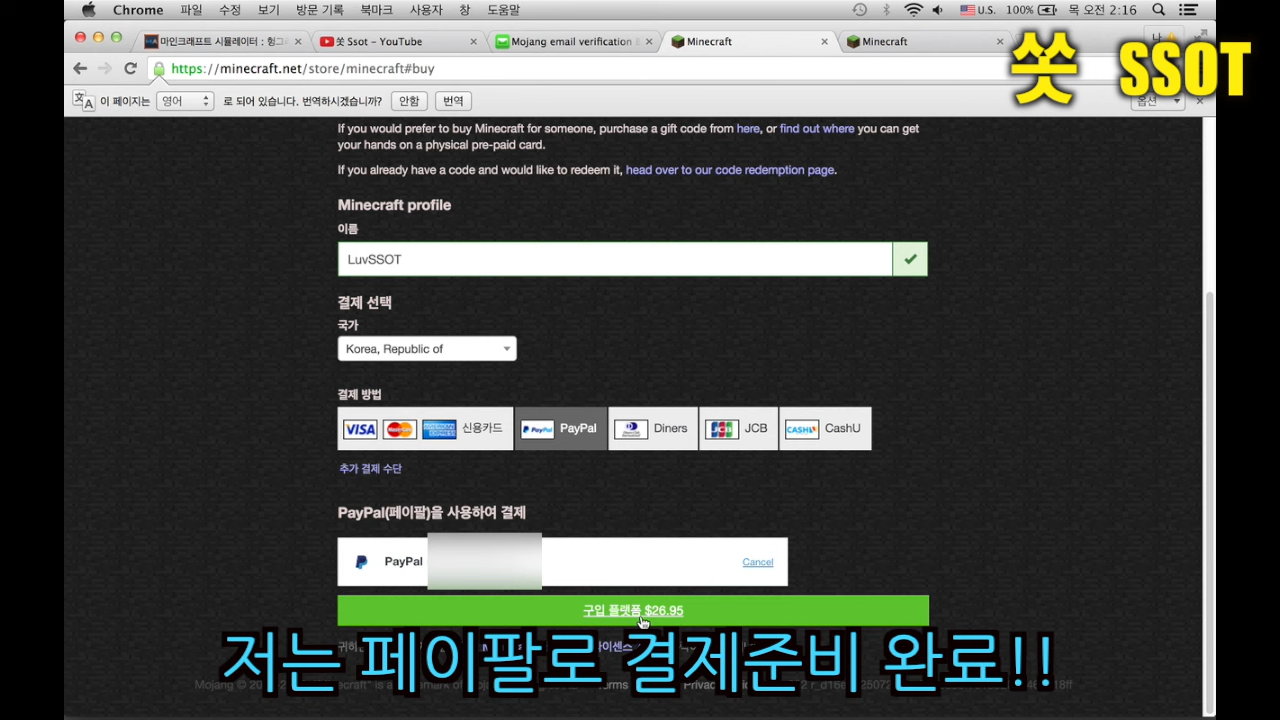 Chrome 파일 수정 보기 방문 기록 북마크 사용자 창 도움말 U.S. 100% 목 오전 2:16
마인크래프트 시뮬레이터 : 헝그리 쏫 Ssot - YouTube Mojang email verification Minecraft Minecraft 나
쏫 SSOT
https://minecraft.net/store/minecraft#buy
이 페이지는 영어 로 되어 있습니다. 번역하시겠습니까? 안함 번역 옵션
If you would prefer to buy Minecraft for someone, purchase a gift code from here, or find out where you can get
your hands on a physical pre-paid card.
If you already have a code and would like to redeem it, head over to our code redemption page.
Minecraft profile
이름
LuvSSOT
결제 선택
국가
Korea, Republic of
결제 방법
VISA 신용카드 PayPal PayPal Diners JCB JCB CASHU CashU
추가 결제 수단
PayPal(페이팔)을 사용하여 결제
PayPal Cancel
구입 플랫폼 $26.95
저는 페이팔로 결제준비 완료!!
Mojang ©